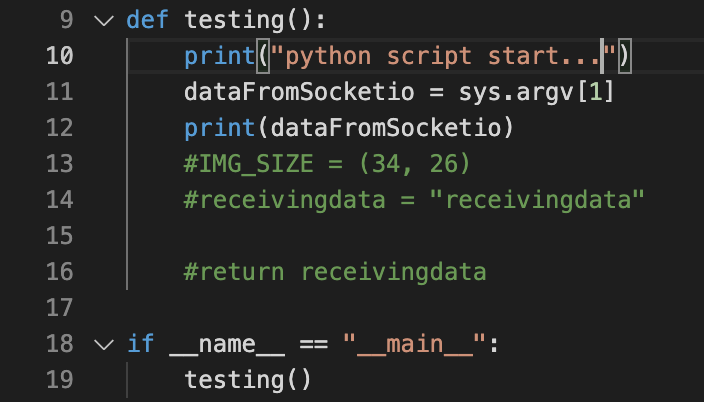 9 def testing():
10 print("python script start...")
11 dataFromSocketio = sys.argv[1]
12 print(dataFromSocketio)
13 #IMG_SIZE = (34, 26)
14 #receivingdata = "receivingdata"
15
16 #return receivingdata
17
18 if __name__ == "__main__":
19 testing()